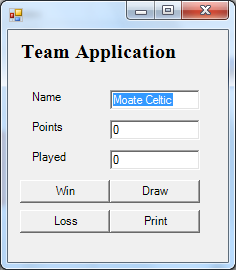 Team Application
Name Moate Celtic
Points 0
Played 0
Win Draw
Loss Print